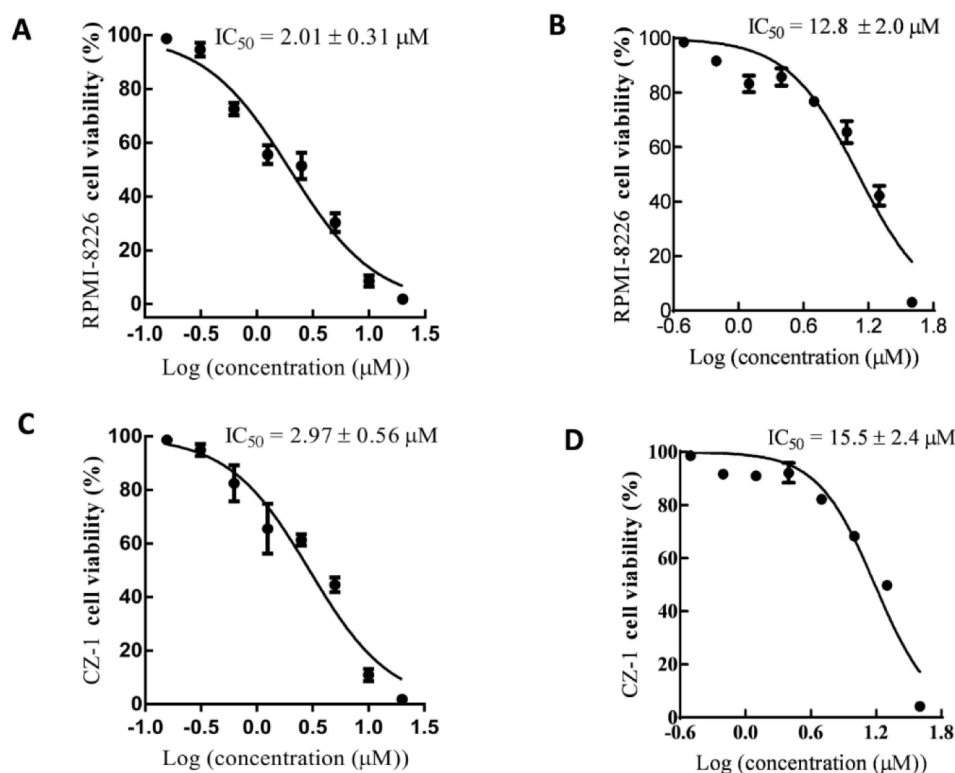 A
IC50 = 2.01 ± 0.31 μM
RPMI-8226 cell viability (%)
100
80
60
40
20
0
-1.0
-0.5
0.0
0.5
1.0
1.5
Log (concentration (μM))
B
IC50 = 12.8 ± 2.0 μM
RPMI-8226 cell viability (%)
100
80
60
40
20
0
-0.6
0.0
0.6
1.2
1.8
Log (concentration (μM))
C
IC50 = 2.97 ± 0.56 μM
CZ-1 cell viability (%)
100
80
60
40
20
0
-1.0
-0.5
0.0
0.5
1.0
1.5
Log (concentration (μM))
D
IC50 = 15.5 ± 2.4 μM
CZ-1 cell viability (%)
100
80
60
40
20
0
-0.6
0.0
0.6
1.2
1.8
Log (concentration (μM))